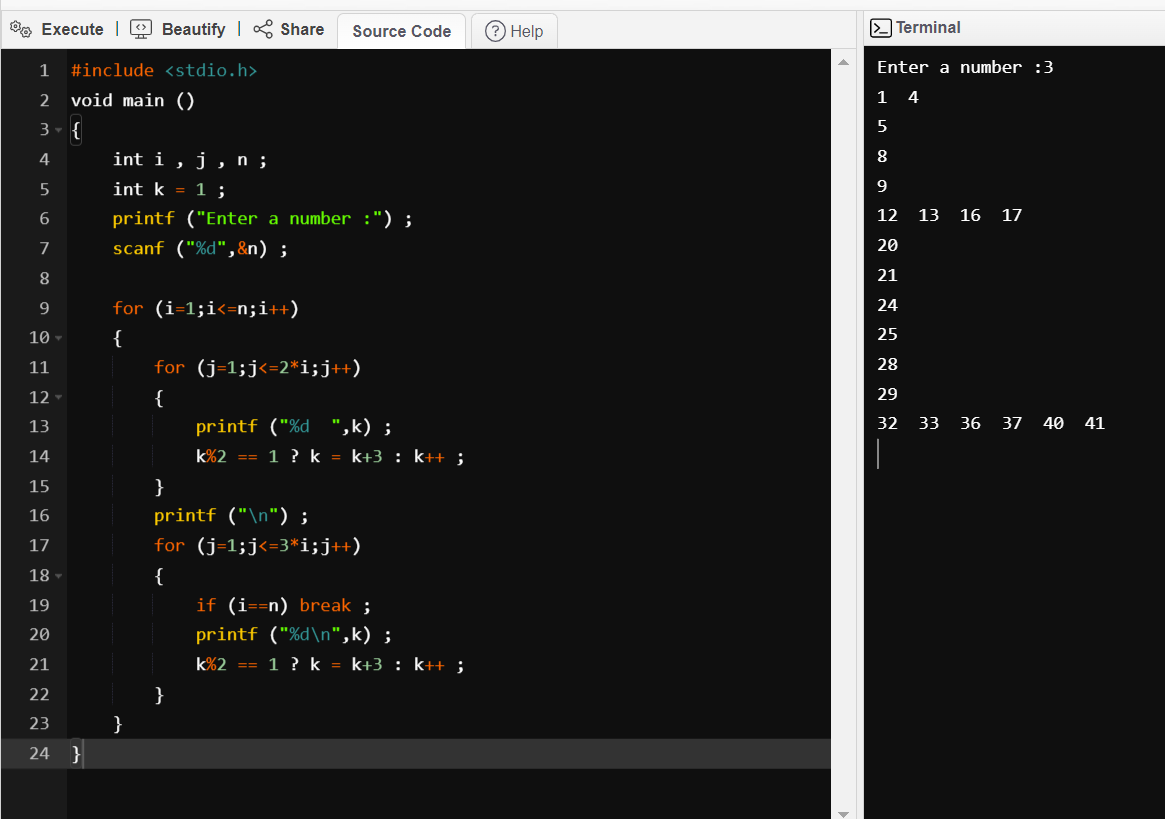 Execute | Beautify | Share Source Code ? Help
1 #include <stdio.h>
2 void main ()
3 {
4     int i , j , n ;
5     int k = 1 ;
6     printf ("Enter a number :") ;
7     scanf ("%d",&n) ;
8
9     for (i=1;i<=n;i++)
10     {
11         for (j=1;j<=2*i;j++)
12         {
13             printf ("%d  ",k) ;
14             k%2 == 1 ? k = k+3 : k++ ;
15         }
16         printf ("\n") ;
17         for (j=1;j<=3*i;j++)
18         {
19             if (i==n) break ;
20             printf ("%d\n",k) ;
21             k%2 == 1 ? k = k+3 : k++ ;
22         }
23     }
24 }
>_ Terminal
Enter a number :3
1  4
5
8
9
12  13  16  17
20
21
24
25
28
29
32  33  36  37  40  41